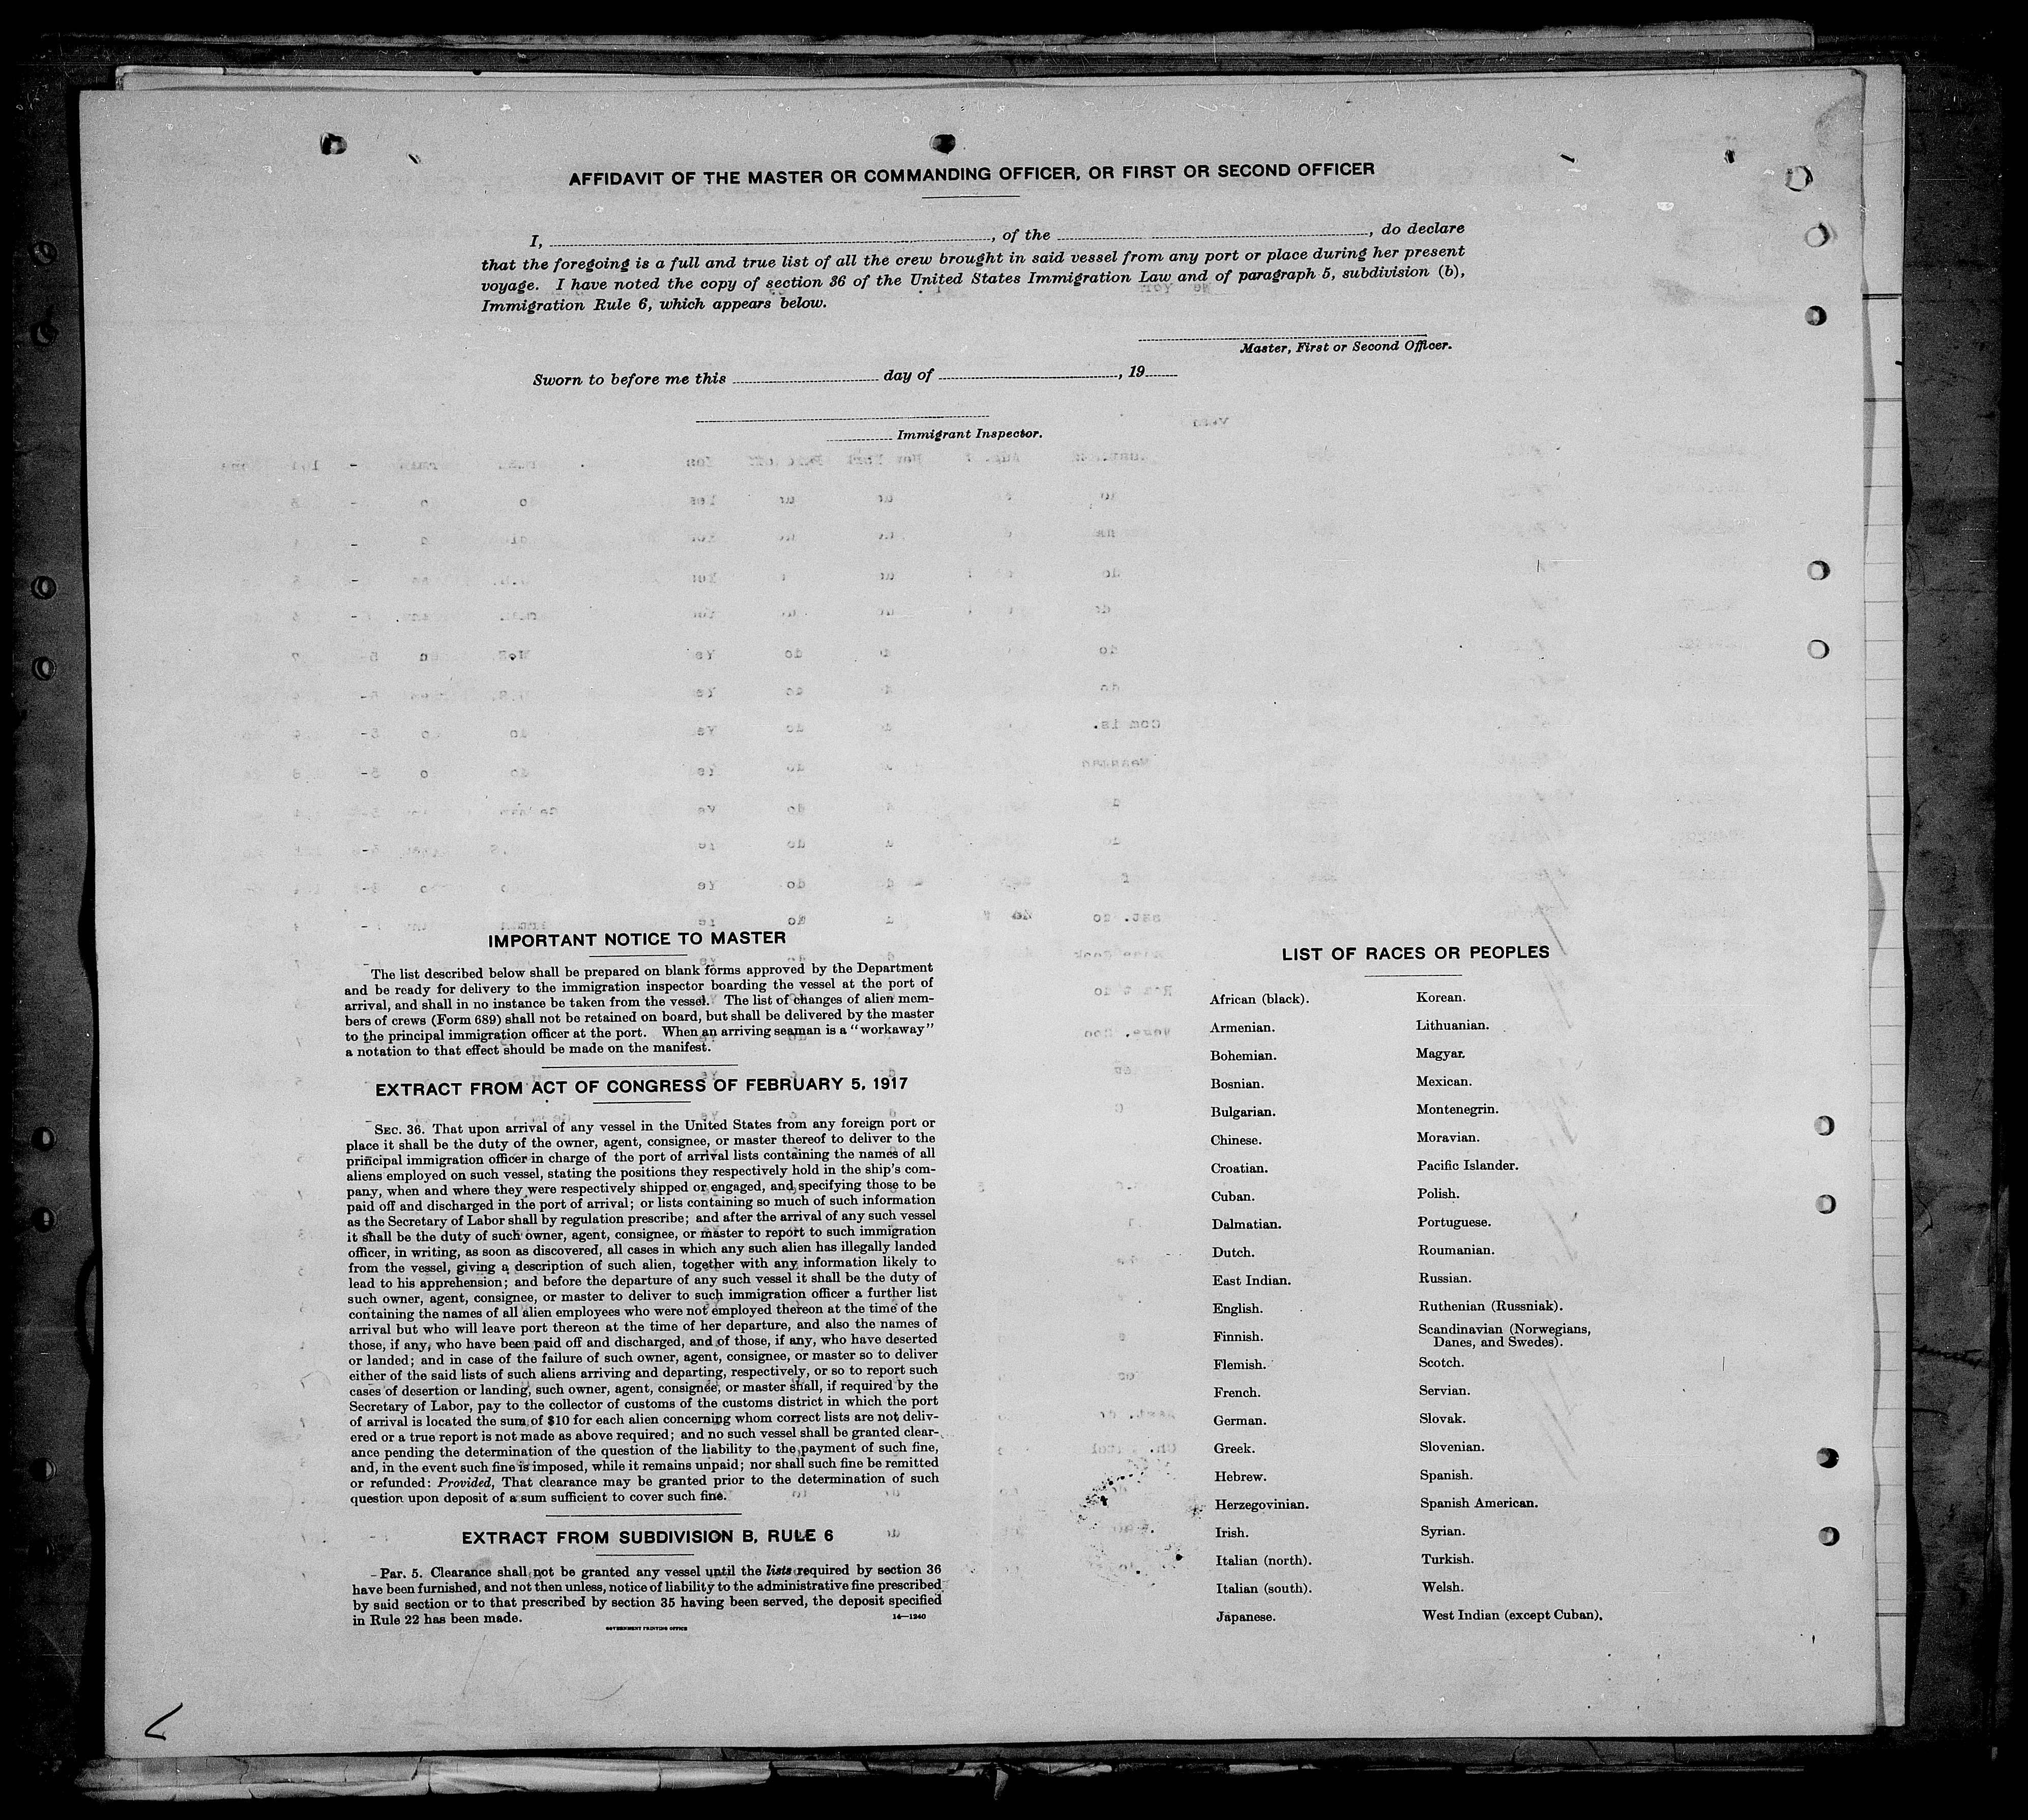 AFFIDAVIT OF THE MASTER OR COMMANDING OFFICER, OR FIRST OR SECOND OFFICER
I, , of the , do declare
that the foregoing is a full and true list of all the crew brought in said vessel from any port or place during her present
voyage. I have noted the copy of section 36 of the United States Immigration Law and of paragraph 5, subdivision (b),
Immigration Rule 6, which appears below.
Master, First or Second Officer.
Sworn to before me this day of , 19
Immigrant Inspector.
IMPORTANT NOTICE TO MASTER
The list described below shall be prepared on blank forms approved by the Department
and be ready for delivery to the immigration inspector boarding the vessel at the port of
arrival, and shall in no instance be taken from the vessel. The list of changes of alien mem-
bers of crews (Form 689) shall not be retained on board, but shall be delivered by the master
to the principal immigration officer at the port. When an arriving seaman is a "workaway"
a notation to that effect should be made on the manifest.
EXTRACT FROM ACT OF CONGRESS OF FEBRUARY 5, 1917
SEC. 36. That upon arrival of any vessel in the United States from any foreign port or
place it shall be the duty of the owner, agent, consignee, or master thereof to deliver to the
principal immigration officer in charge of the port of arrival lists containing the names of all
aliens employed on such vessel, stating the positions they respectively hold in the ship's com-
pany, when and where they were respectively shipped or engaged, and specifying those to be
paid off and discharged in the port of arrival; or lists containing so much of such information
as the Secretary of Labor shall by regulation prescribe; and after the arrival of any such vessel
it shall be the duty of such owner, agent, consignee, or master to report to such immigration
officer, in writing, as soon as discovered, all cases in which any such alien has illegally landed
from the vessel, giving a description of such alien, together with any information likely to
lead to his apprehension; and before the departure of any such vessel it shall be the duty of
such owner, agent, consignee, or master to deliver to such immigration officer a further list
containing the names of all alien employees who were not employed thereon at the time of the
arrival but who will leave port thereon at the time of her departure, and also the names of
those, if any, who have been paid off and discharged, and of those, if any, who have deserted
or landed; and in case of the failure of such owner, agent, consignee, or master so to deliver
either of the said lists of such aliens arriving and departing, respectively, or so to report such
cases of desertion or landing, such owner, agent, consignee, or master shall, if required by the
Secretary of Labor, pay to the collector of customs of the customs district in which the port
of arrival is located the sum of $10 for each alien concerning whom correct lists are not deliv-
ered or a true report is not made as above required; and no such vessel shall be granted clear-
ance pending the determination of the question of the liability to the payment of such fine,
and, in the event such fine is imposed, while it remains unpaid; nor shall such fine be remitted
or refunded: Provided, That clearance may be granted prior to the determination of such
question upon deposit of a sum sufficient to cover such fine.
EXTRACT FROM SUBDIVISION B, RULE 6
Par. 5. Clearance shall not be granted any vessel until the lists required by section 36
have been furnished, and not then unless, notice of liability to the administrative fine prescribed
by said section or to that prescribed by section 35 having been served, the deposit specified
in Rule 22 has been made.
14—1240
GOVERNMENT PRINTING OFFICE
LIST OF RACES OR PEOPLES
African (black).
Armenian.
Bohemian.
Bosnian.
Bulgarian.
Chinese.
Croatian.
Cuban.
Dalmatian.
Dutch.
East Indian.
English.
Finnish.
Flemish.
French.
German.
Greek.
Hebrew.
Herzegovinian.
Irish.
Italian (north).
Italian (south).
Japanese.
Korean.
Lithuanian.
Magyar.
Mexican.
Montenegrin.
Moravian.
Pacific Islander.
Polish.
Portuguese.
Roumanian.
Russian.
Ruthenian (Russniak).
Scandinavian (Norwegians,
Danes, and Swedes).
Scotch.
Servian.
Slovak.
Slovenian.
Spanish.
Spanish American.
Syrian.
Turkish.
Welsh.
West Indian (except Cuban).